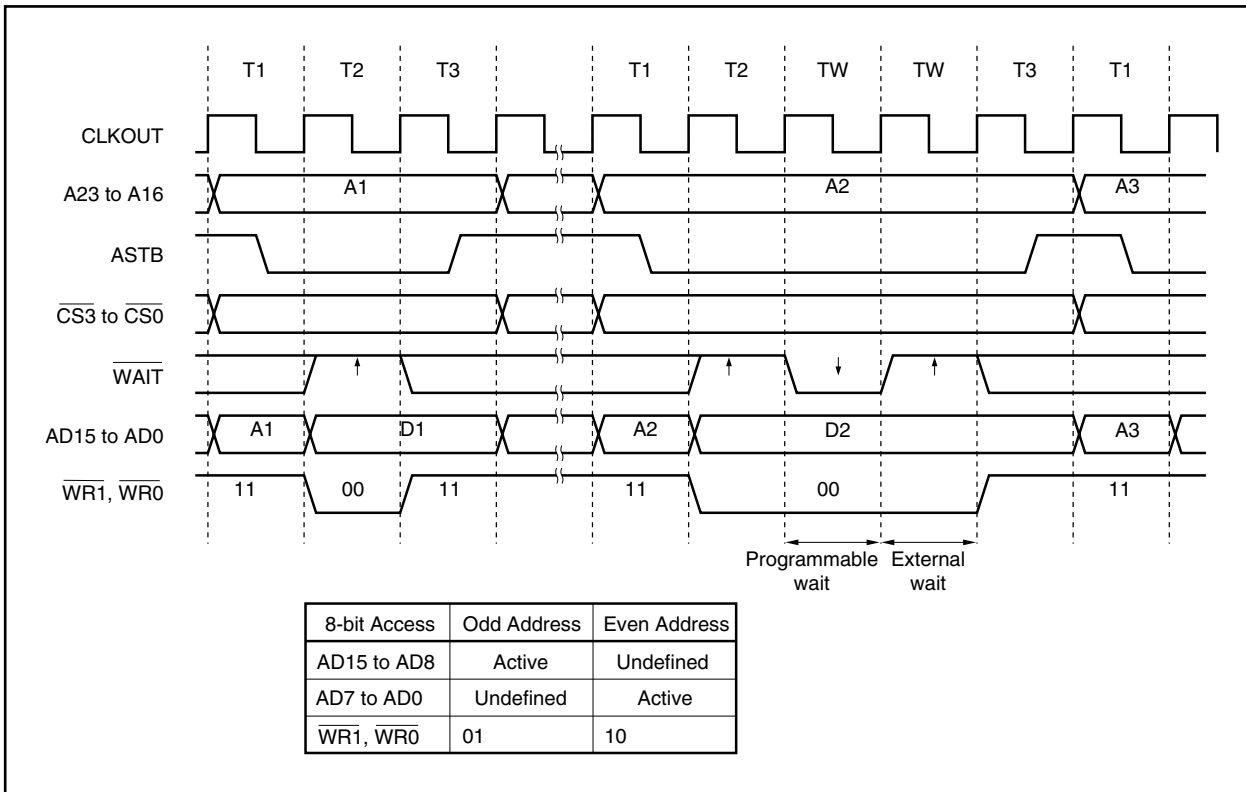 T1 T2 T3 T1 T2 TW TW T3 T1
CLKOUT
A23 to A16 A1 A2 A3
ASTB
CS3 to CS0
WAIT
AD15 to AD0 A1 D1 A2 D2 A3
WR1, WR0 11 00 11 11 00 11
Programmable wait
External wait
8-bit Access Odd Address Even Address
AD15 to AD8 Active Undefined
AD7 to AD0 Undefined Active
WR1, WR0 01 10